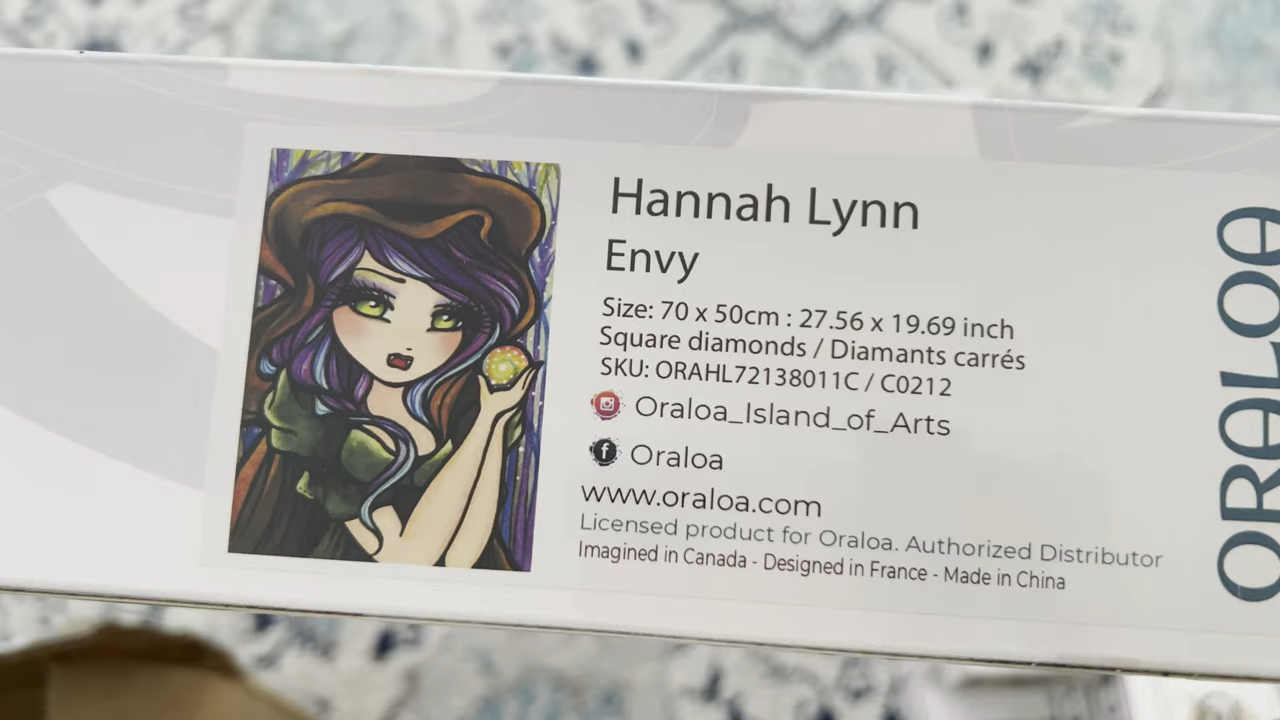 Hannah Lynn
Envy
Size: 70 x 50cm : 27.56 x 19.69 inch
Square diamonds / Diamants carrés
SKU: ORAHL72138011C / C0212
Oraloa_Island_of_Arts
Oraloa
www.oraloa.com
Licensed product for Oraloa. Authorized Distributor
Imagined in Canada - Designed in France - Made in China
ORALOA